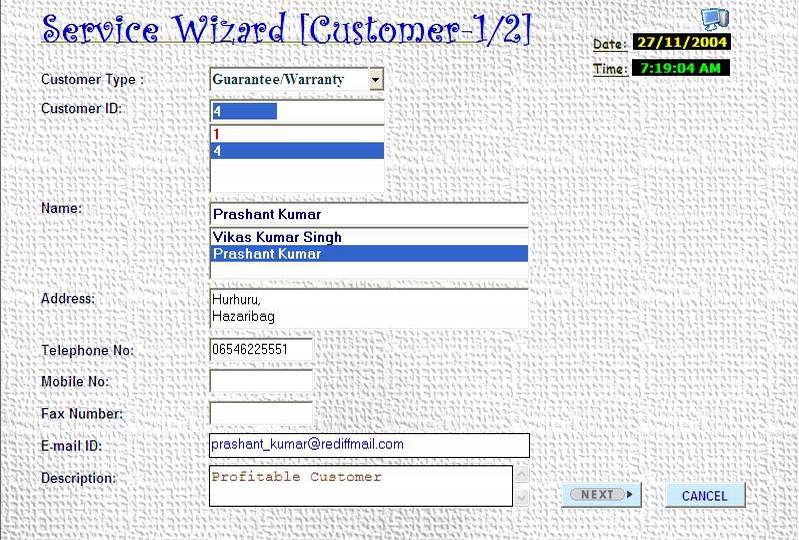 Service Wizard [Customer-1/2]
Date: 27/11/2004
Time: 7:19:04 AM
Customer Type : Guarantee/Warranty
Customer ID: 4
1
4
Name: Prashant Kumar
Vikas Kumar Singh
Prashant Kumar
Address: Hurhuru,
Hazaribag
Telephone No: 06546225551
Mobile No:
Fax Number:
E-mail ID: prashant_kumar@rediffmail.com
Description: Profitable Customer
NEXT CANCEL